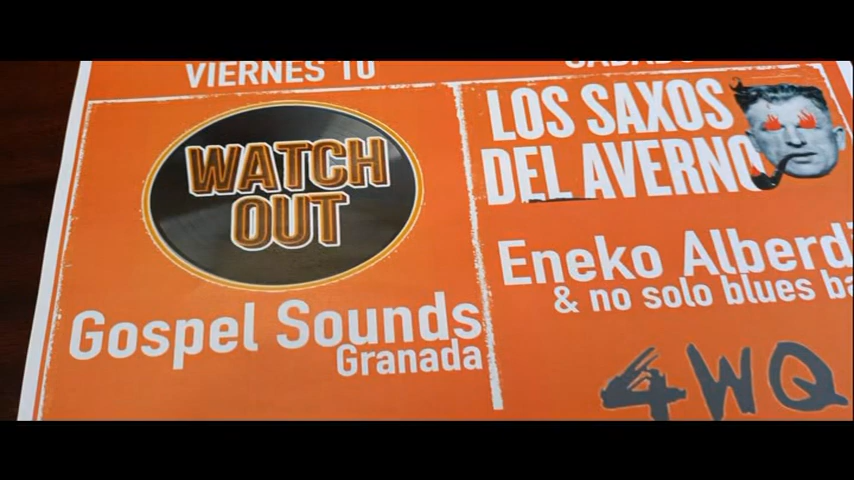 VIERNES 10
WATCH
OUT
Gospel Sounds
Granada
LOS SAXOS
DEL AVERNO
Eneko Alberdi
& no solo blues
4WQ